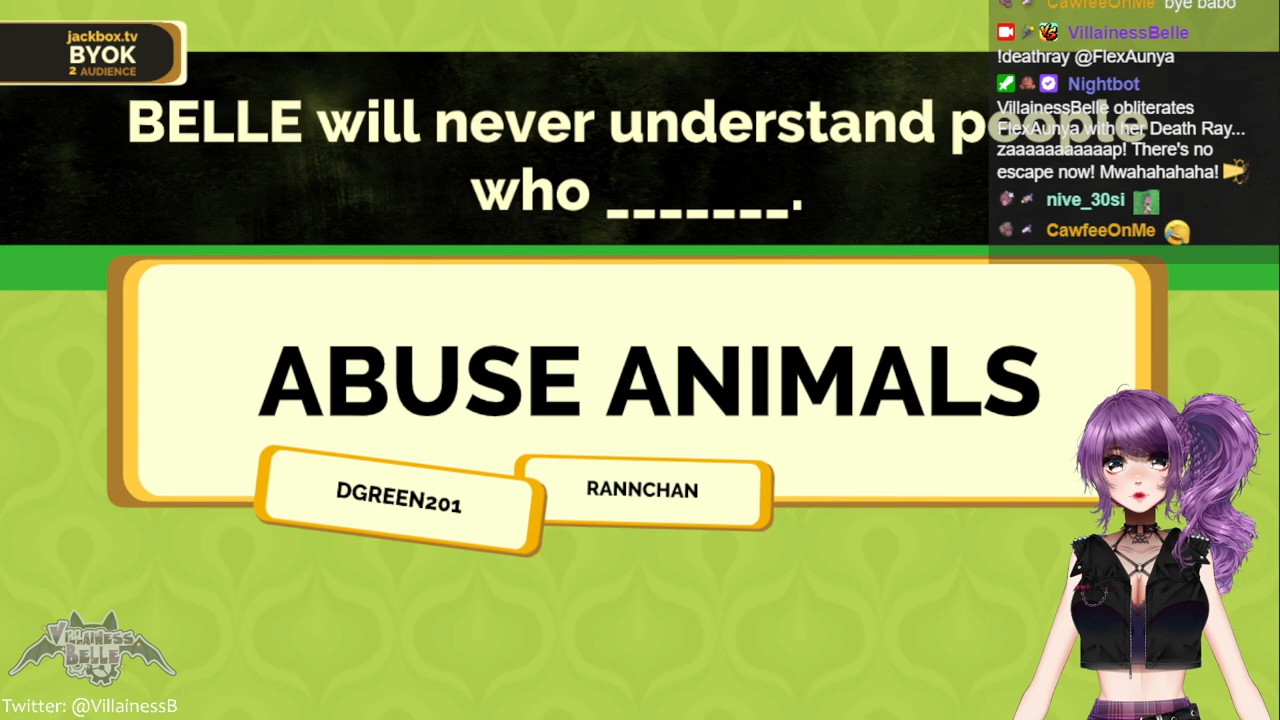 jackbox.tv
BYOK
2 AUDIENCE
BELLE will never understand people
who _______.
CawfeeOnMe bye babo
VillainessBelle
!deathray @FlexAunya
Nightbot
VillainessBelle obliterates
FlexAunya with her Death Ray...
zaaaaaaaaaaap! There's no
escape now! Mwahahahaha!
nive_30si
CawfeeOnMe
ABUSE ANIMALS
DGREEN201
RANNCHAN
VILLAINESS
BELLE
Twitter: @VillainessB